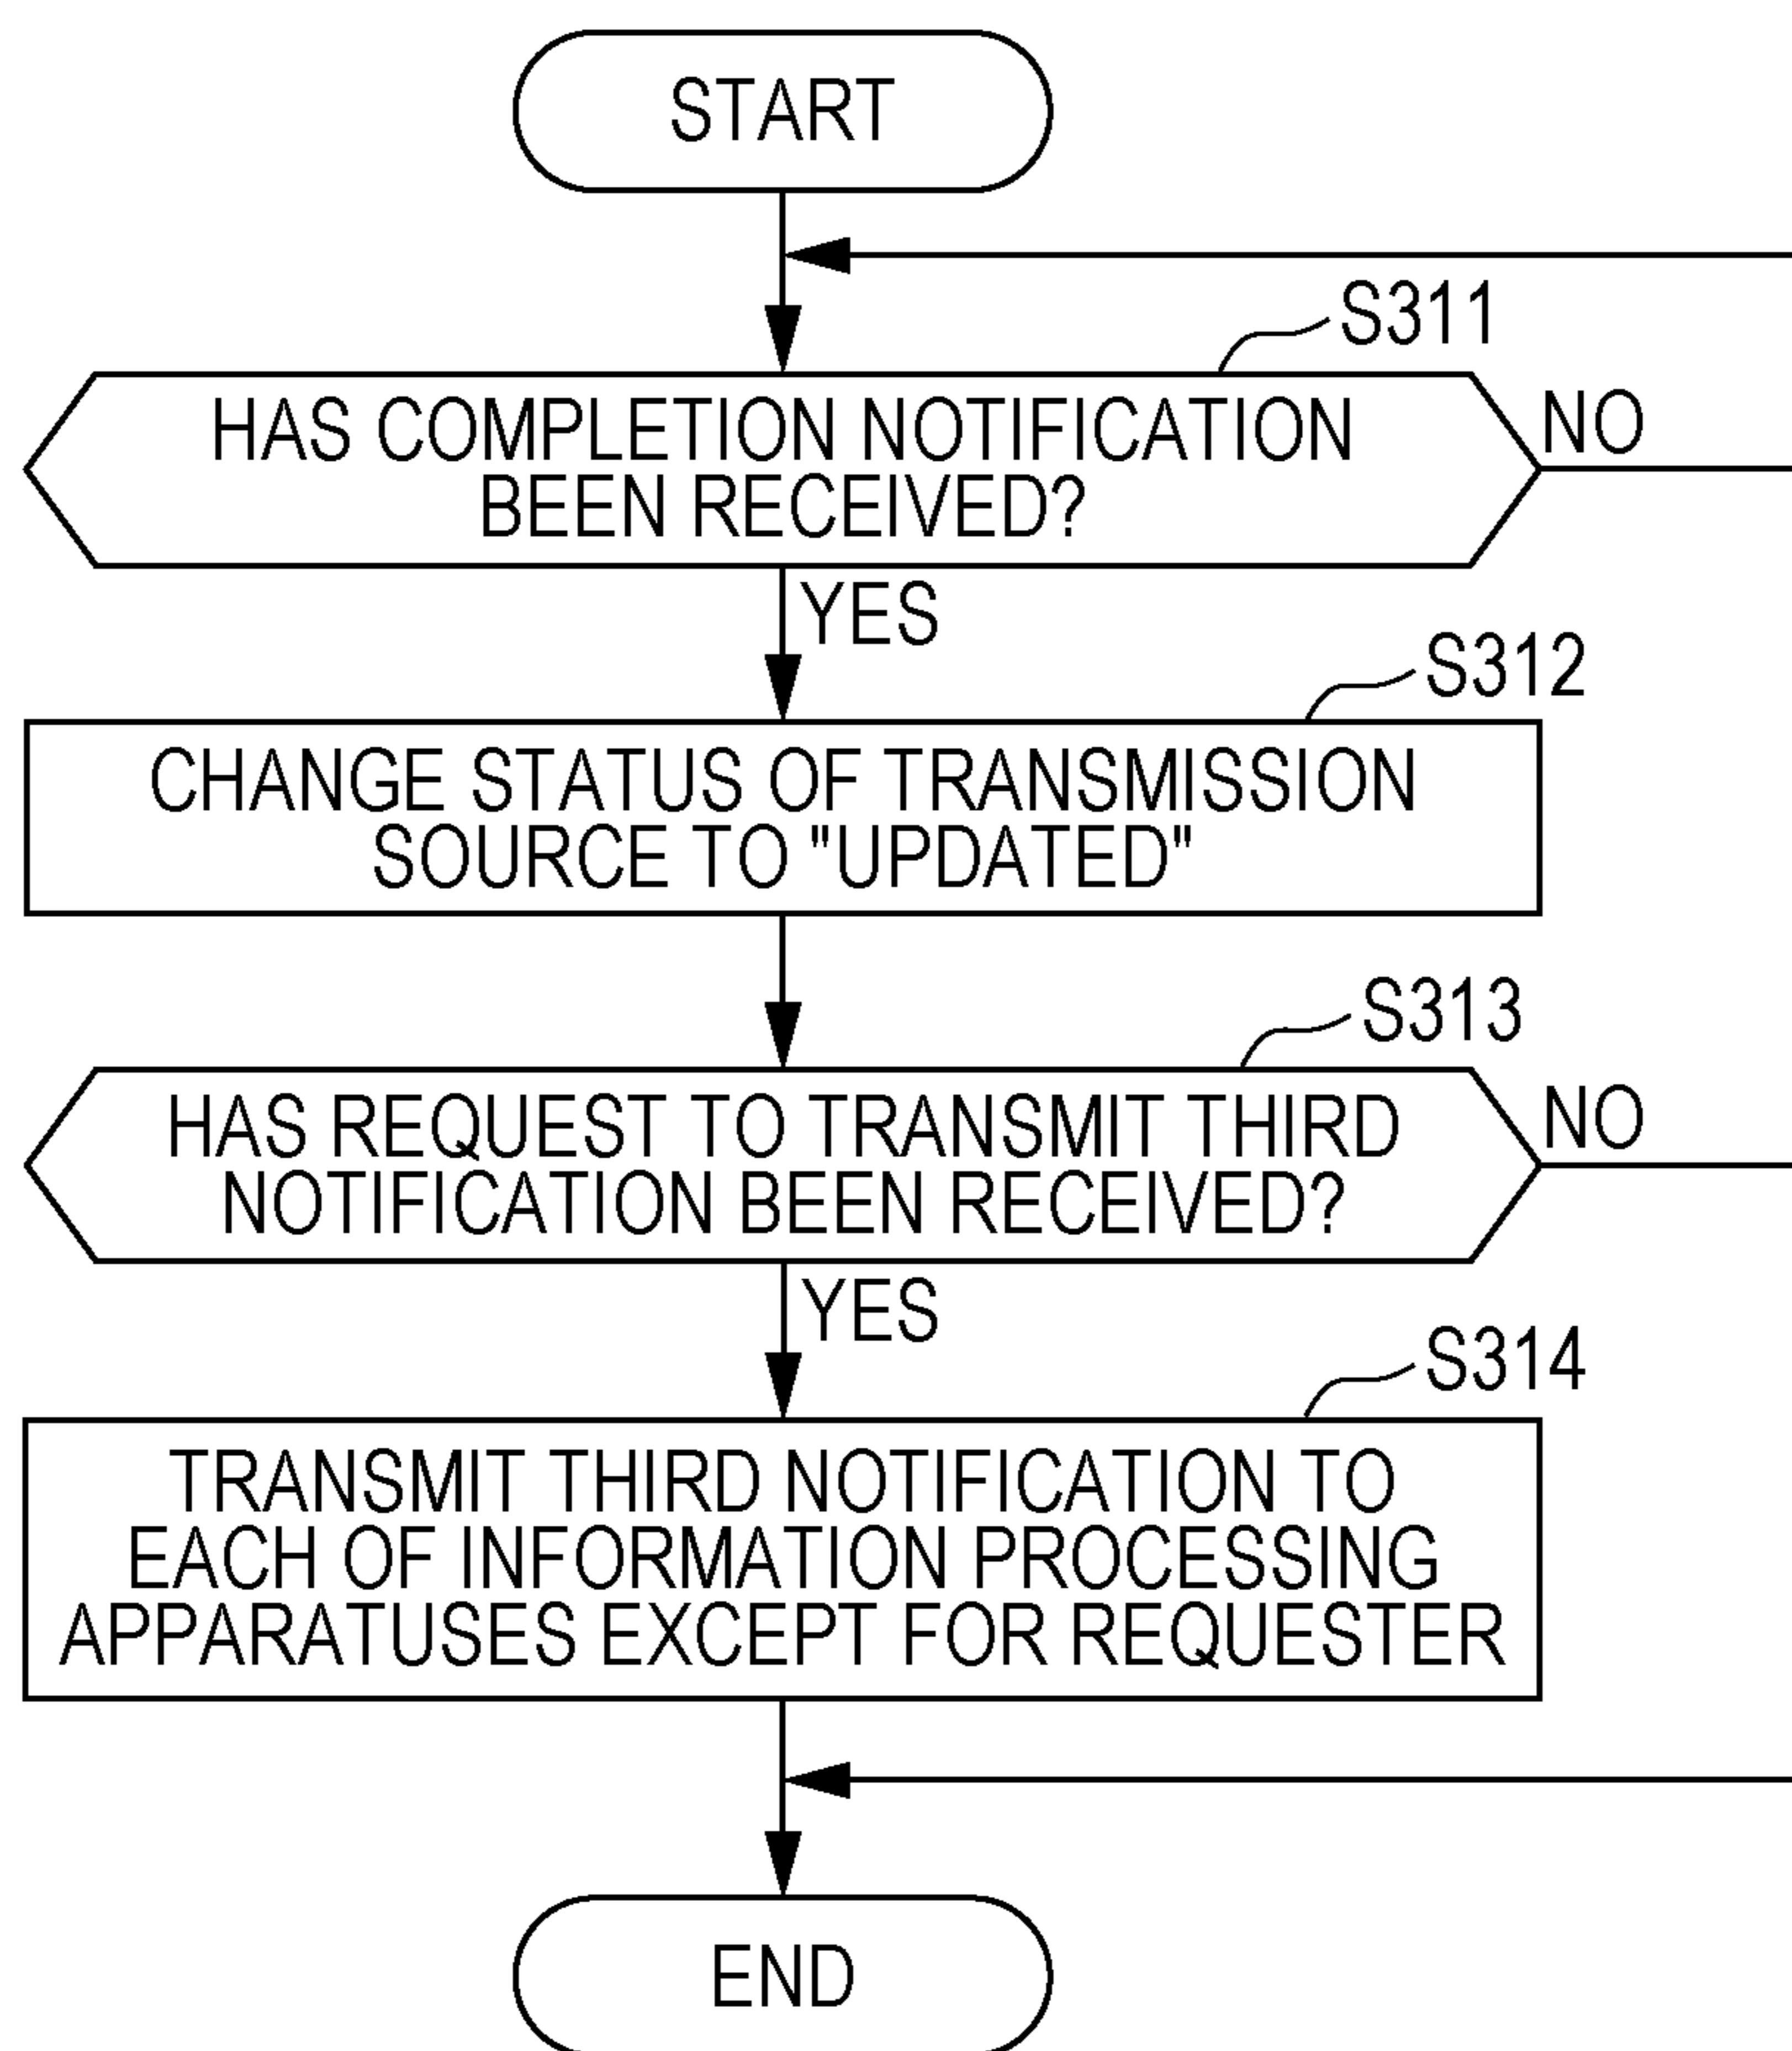 START
S311
HAS COMPLETION NOTIFICATION
BEEN RECEIVED?
NO
YES
S312
CHANGE STATUS OF TRANSMISSION
SOURCE TO "UPDATED"
S313
HAS REQUEST TO TRANSMIT THIRD
NOTIFICATION BEEN RECEIVED?
NO
YES
S314
TRANSMIT THIRD NOTIFICATION TO
EACH OF INFORMATION PROCESSING
APPARATUSES EXCEPT FOR REQUESTER
END